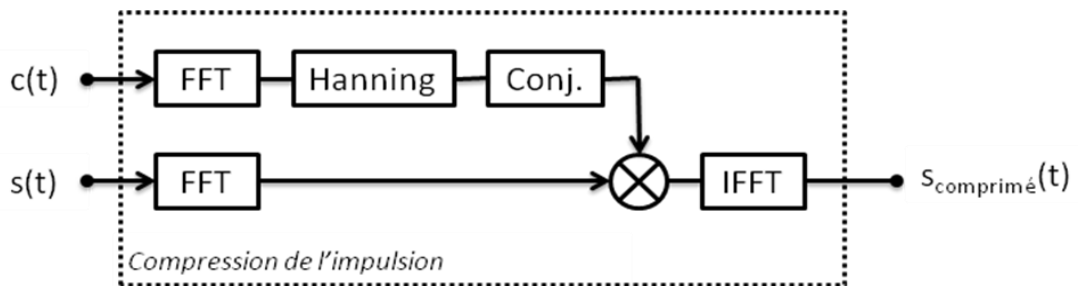 c(t) FFT Hanning Conj.
s(t) FFT IFFT s_comprimé(t)
Compression de l'impulsion